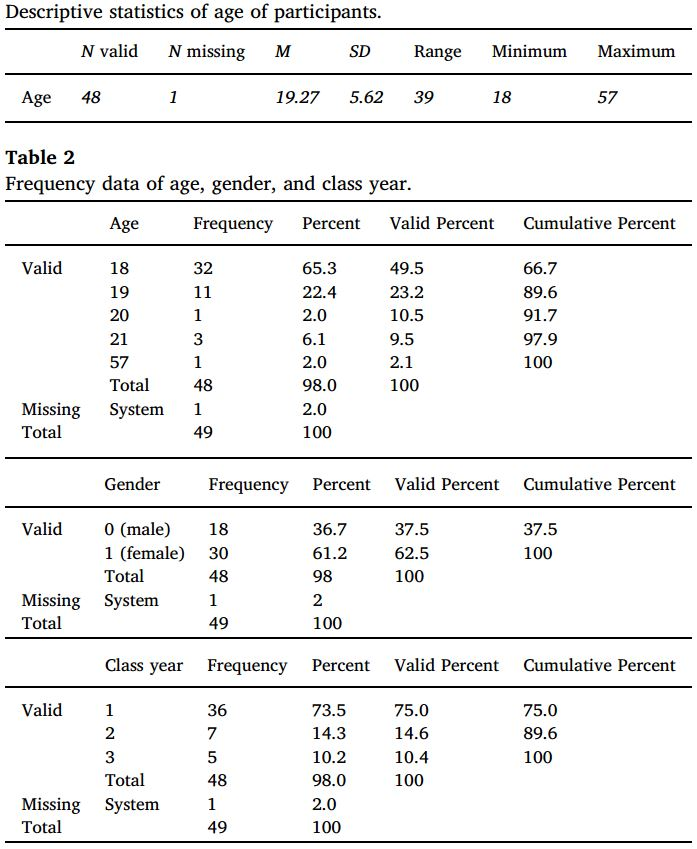 Descriptive statistics of age of participants.
N valid N missing M SD Range Minimum Maximum
Age 48 1 19.27 5.62 39 18 57
Table 2
Frequency data of age, gender, and class year.
Age Frequency Percent Valid Percent Cumulative Percent
Valid 18 32 65.3 49.5 66.7
19 11 22.4 23.2 89.6
20 1 2.0 10.5 91.7
21 3 6.1 9.5 97.9
57 1 2.0 2.1 100
Total 48 98.0 100
Missing System 1 2.0
Total 49 100
Gender Frequency Percent Valid Percent Cumulative Percent
Valid 0 (male) 18 36.7 37.5 37.5
1 (female) 30 61.2 62.5 100
Total 48 98 100
Missing System 1 2
Total 49 100
Class year Frequency Percent Valid Percent Cumulative Percent
Valid 1 36 73.5 75.0 75.0
2 7 14.3 14.6 89.6
3 5 10.2 10.4 100
Total 48 98.0 100
Missing System 1 2.0
Total 49 100